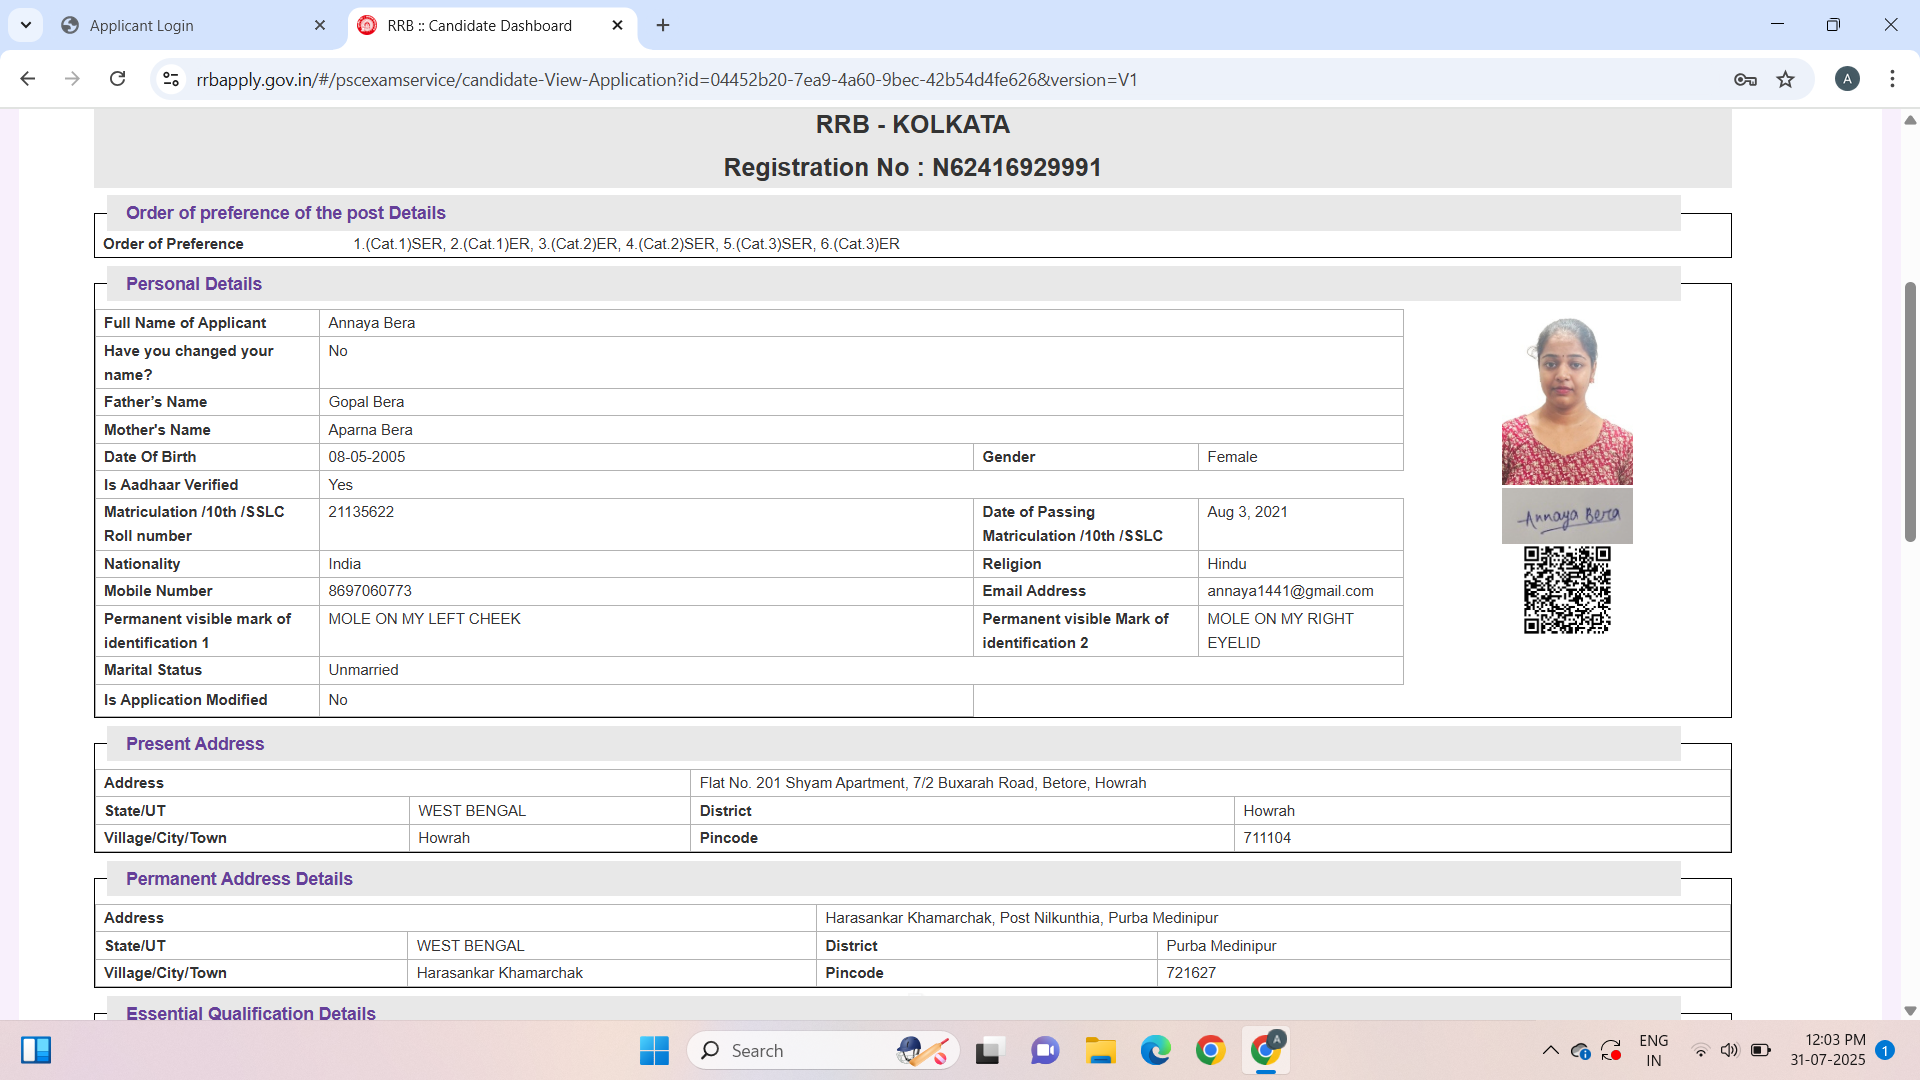 Applicant Login
RRB :: Candidate Dashboard
rrbapply.gov.in/#/pscexamservice/candidate-View-Application?id=04452b20-7ea9-4a60-9bec-42b54d4fe626&version=V1
A
RRB - KOLKATA
Registration No : N62416929991
Order of preference of the post Details
Order of Preference 1.(Cat.1)SER, 2.(Cat.1)ER, 3.(Cat.2)ER, 4.(Cat.2)SER, 5.(Cat.3)SER, 6.(Cat.3)ER
Personal Details
Full Name of Applicant Annaya Bera
Have you changed your No
name?
Father's Name Gopal Bera
Mother's Name Aparna Bera
Date Of Birth 08-05-2005 Gender Female
Is Aadhaar Verified Yes
Matriculation /10th /SSLC 21135622 Date of Passing Aug 3, 2021
Roll number Matriculation /10th /SSLC
Annaya Bera
Nationality India Religion Hindu
Mobile Number 8697060773 Email Address annaya1441@gmail.com
Permanent visible mark of MOLE ON MY LEFT CHEEK Permanent visible Mark of MOLE ON MY RIGHT
identification 1 identification 2 EYELID
Marital Status Unmarried
Is Application Modified No
Present Address
Address Flat No. 201 Shyam Apartment, 7/2 Buxarah Road, Betore, Howrah
State/UT WEST BENGAL District Howrah
Village/City/Town Howrah Pincode 711104
Permanent Address Details
Address Harasankar Khamarchak, Post Nilkunthia, Purba Medinipur
State/UT WEST BENGAL District Purba Medinipur
Village/City/Town Harasankar Khamarchak Pincode 721627
Essential Qualification Details
Search
A
ENG
IN
12:03 PM
31-07-2025
1